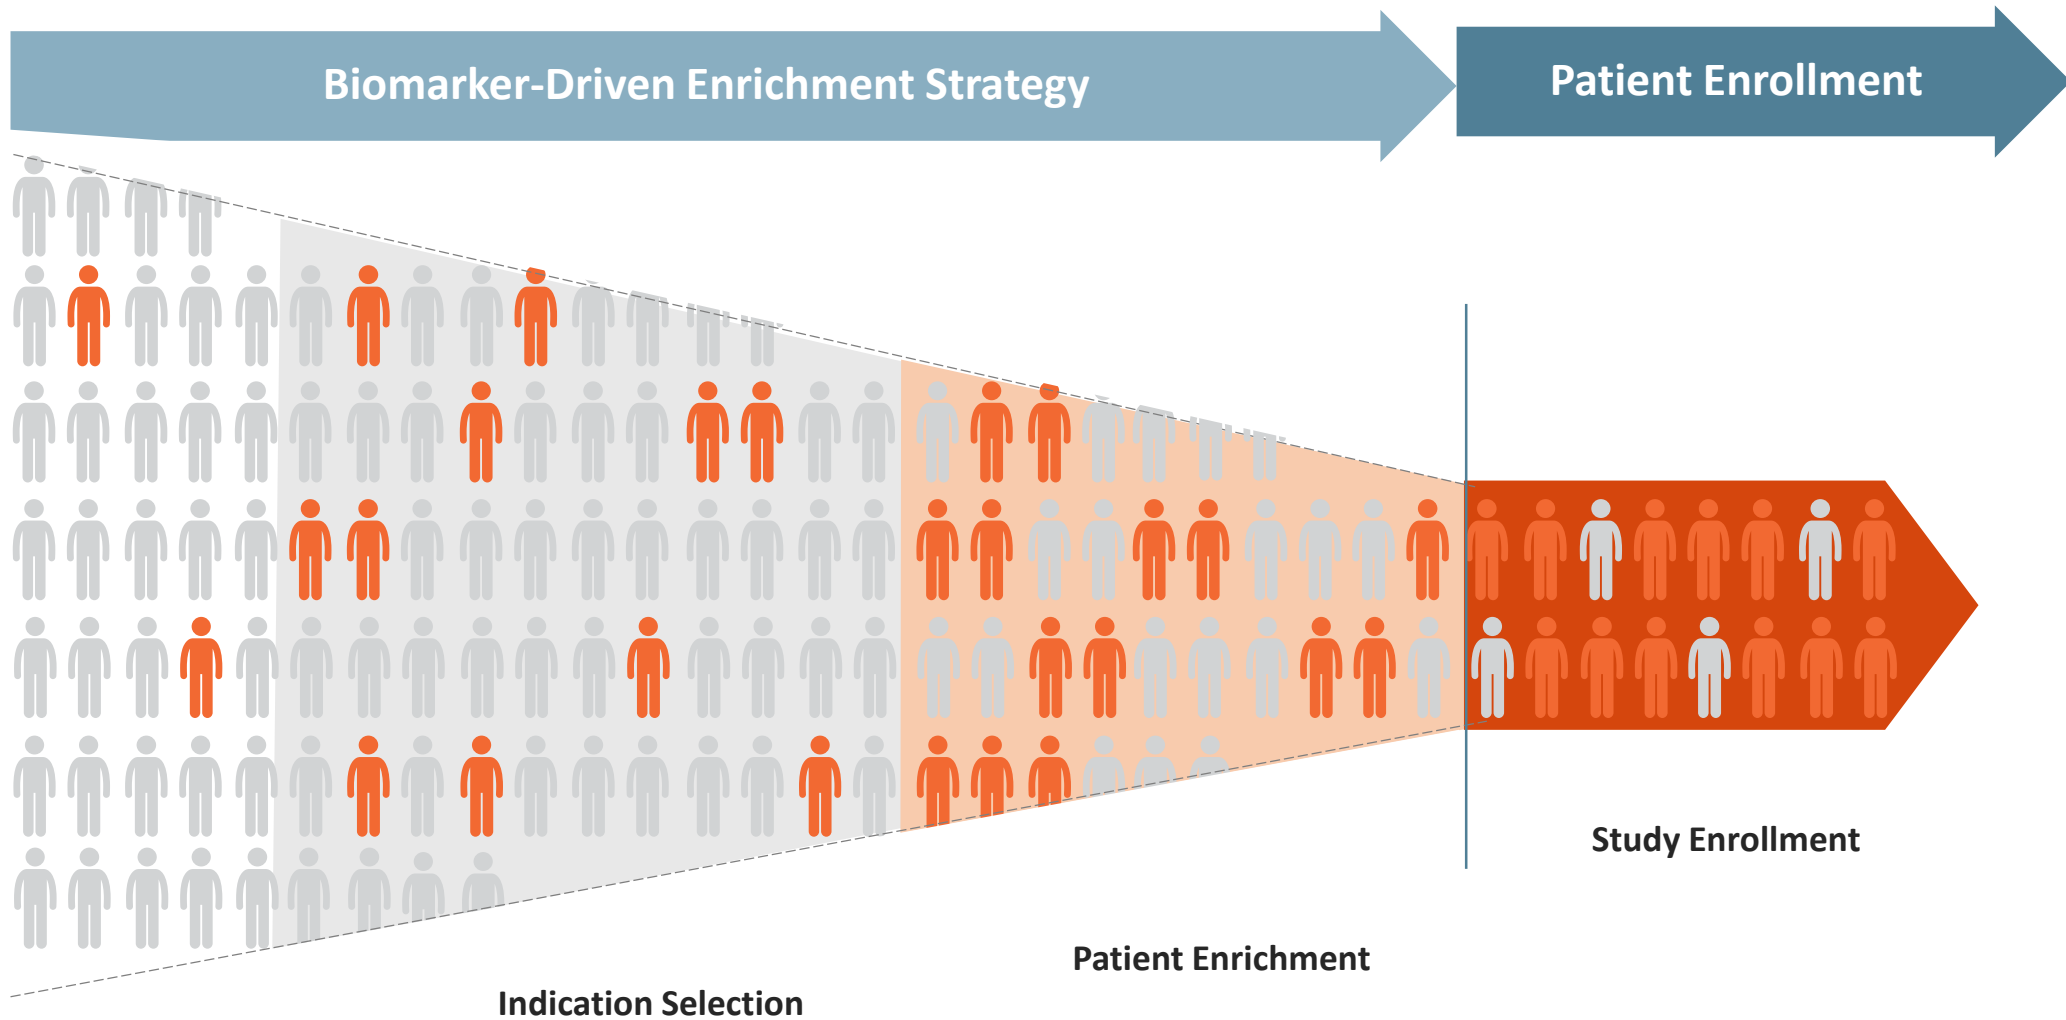 Biomarker-Driven Enrichment Strategy
Patient Enrollment
Study Enrollment
Patient Enrichment
Indication Selection